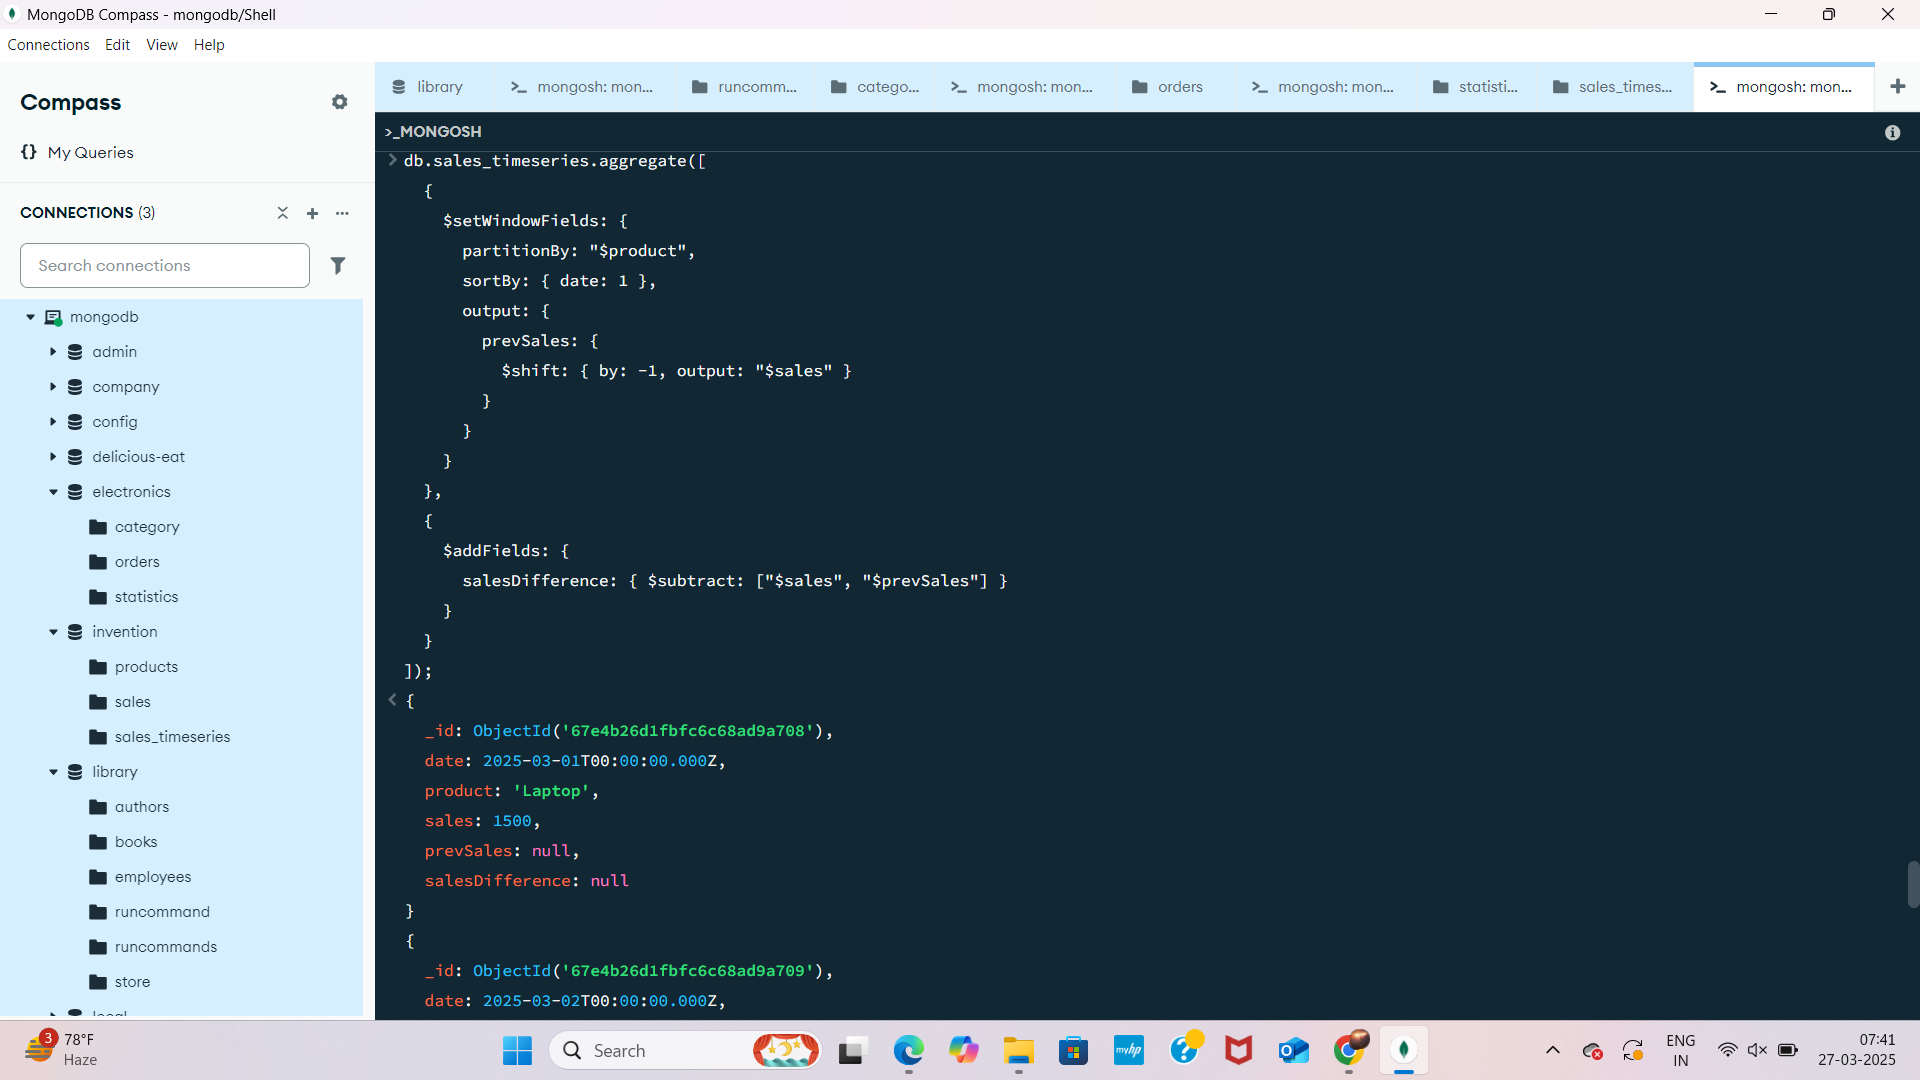 MongoDB Compass - mongodb/Shell
Connections Edit View Help
Compass
{} My Queries
CONNECTIONS (3)
Search connections
mongodb
admin
company
config
delicious-eat
electronics
category
orders
statistics
invention
products
sales
sales_timeseries
library
authors
books
employees
runcommand
runcommands
store
local
library
mongosh: mon...
runcomm...
catego...
mongosh: mon...
orders
mongosh: mon...
statisti...
sales_times...
mongosh: mon...
>_MONGOSH
> db.sales_timeseries.aggregate([
{
$setWindowFields: {
partitionBy: "$product",
sortBy: { date: 1 },
output: {
prevSales: {
$shift: { by: -1, output: "$sales" }
}
}
}
},
{
$addFields: {
salesDifference: { $subtract: ["$sales", "$prevSales"] }
}
}
]);
< {
_id: ObjectId('67e4b26d1fbfc6c68ad9a708'),
date: 2025-03-01T00:00:00.000Z,
product: 'Laptop',
sales: 1500,
prevSales: null,
salesDifference: null
}
{
_id: ObjectId('67e4b26d1fbfc6c68ad9a709'),
date: 2025-03-02T00:00:00.000Z,
3
78°F
Haze
Search
myhp
ENG
IN
07:41
27-03-2025